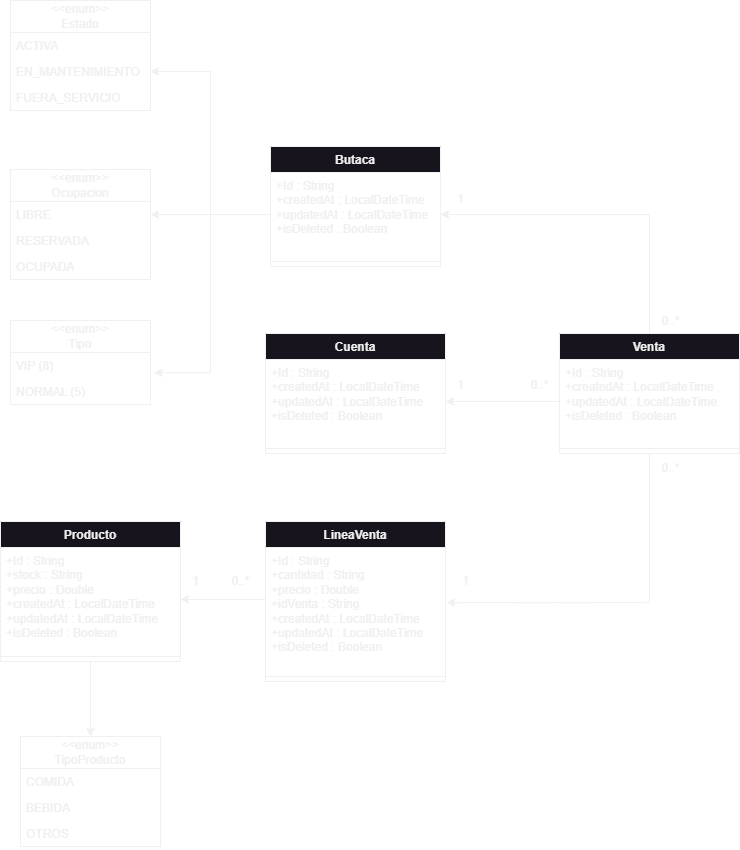 <<enum>>
Estado
ACTIVA
EN_MANTENIMIENTO
FUERA_SERVICIO
<<enum>>
Ocupacion
LIBRE
RESERVADA
OCUPADA
<<enum>>
Tipo
VIP (8)
NORMAL (5)
Butaca
+Id : String
+createdAt : LocalDateTime
+updatedAt : LocalDateTime
+isDeleted : Boolean
1
0..*
Cuenta
+Id : String
+createdAt : LocalDateTime
+updatedAt : LocalDateTime
+isDeleted : Boolean
1
0..*
Venta
+Id : String
+createdAt : LocalDateTime
+updatedAt : LocalDateTime
+isDeleted : Boolean
0..*
Producto
+Id : String
+stock : String
+precio : Double
+createdAt : LocalDateTime
+updatedAt : LocalDateTime
+isDeleted : Boolean
1
0..*
LineaVenta
+Id : String
+cantidad : String
+precio : Double
+idVenta : String
+createdAt : LocalDateTime
+updatedAt : LocalDateTime
+isDeleted : Boolean
1
<<enum>>
TipoProducto
COMIDA
BEBIDA
OTROS